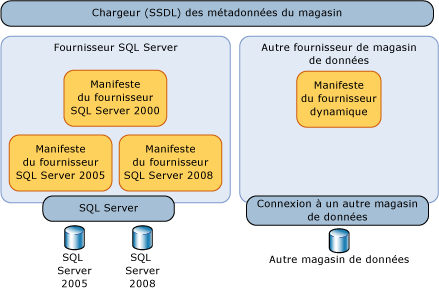 Chargeur (SSDL) des métadonnées du magasin
Fournisseur SQL Server
Manifeste
du fournisseur
SQL Server 2000
Manifeste
du fournisseur
SQL Server 2005
Manifeste
du fournisseur
SQL Server 2008
SQL Server
SQL
Server
2005
SQL
Server
2008
Autre fournisseur de magasin
de données
Manifeste
du fournisseur
dynamique
Connexion à un autre magasin
de données
Autre magasin de données